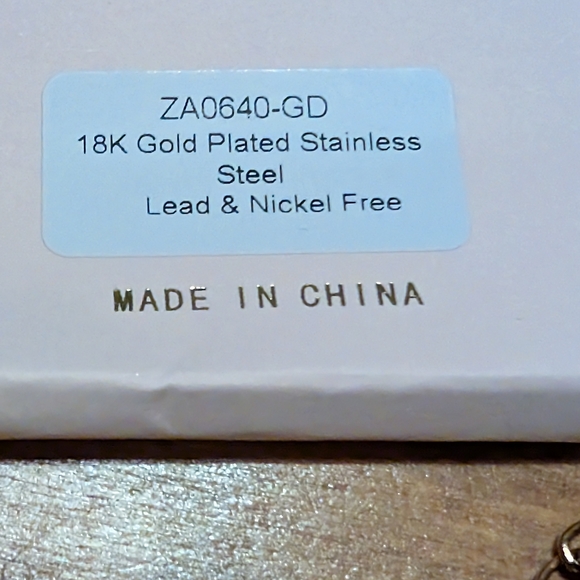 ZA0640-GD
18K Gold Plated Stainless
Steel
Lead & Nickel Free
MADE IN CHINA